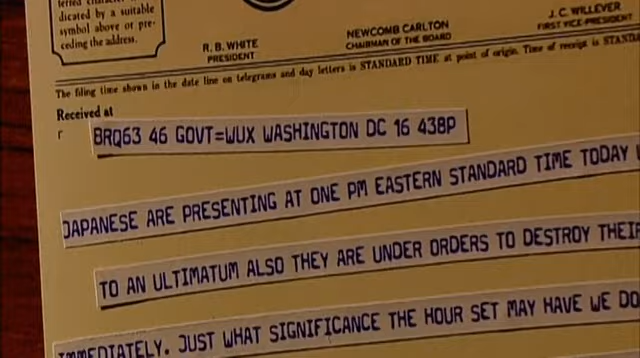 dicated by a suitable
symbol above or pre-
ceding the address.
R. B. WHITE
PRESIDENT
NEWCOMB CARLTON
CHAIRMAN OF THE BOARD
J. C. WILLEVER
FIRST VICE-PRESIDENT
The filing time shown in the date line on telegrams and day letters is STANDARD TIME at point of origin. Time of receipt is
Received at
BRQ63 46 GOVT=WUX WASHINGTON DC 16 438P
JAPANESE ARE PRESENTING AT ONE PM EASTERN STANDARD TIME TODAY
TO AN ULTIMATUM ALSO THEY ARE UNDER ORDERS TO DESTROY THEIR
IMMEDIATELY. JUST WHAT SIGNIFICANCE THE HOUR SET MAY HAVE WE DO